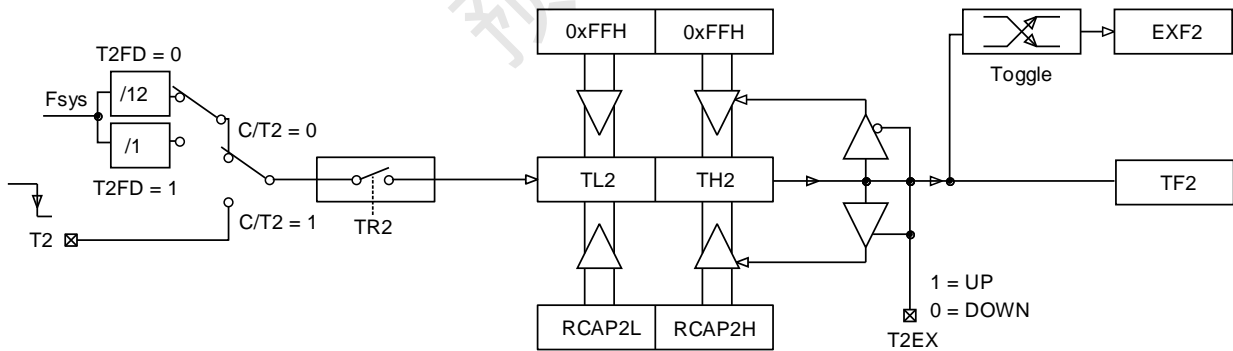 预
0xFFH 0xFFH
EXF2
T2FD = 0
Toggle
Fsys
/12
C/T2 = 0
/1
TL2 TH2
TF2
T2FD = 1
C/T2 = 1
TR2
T2
1 = UP
0 = DOWN
RCAP2L RCAP2H
T2EX